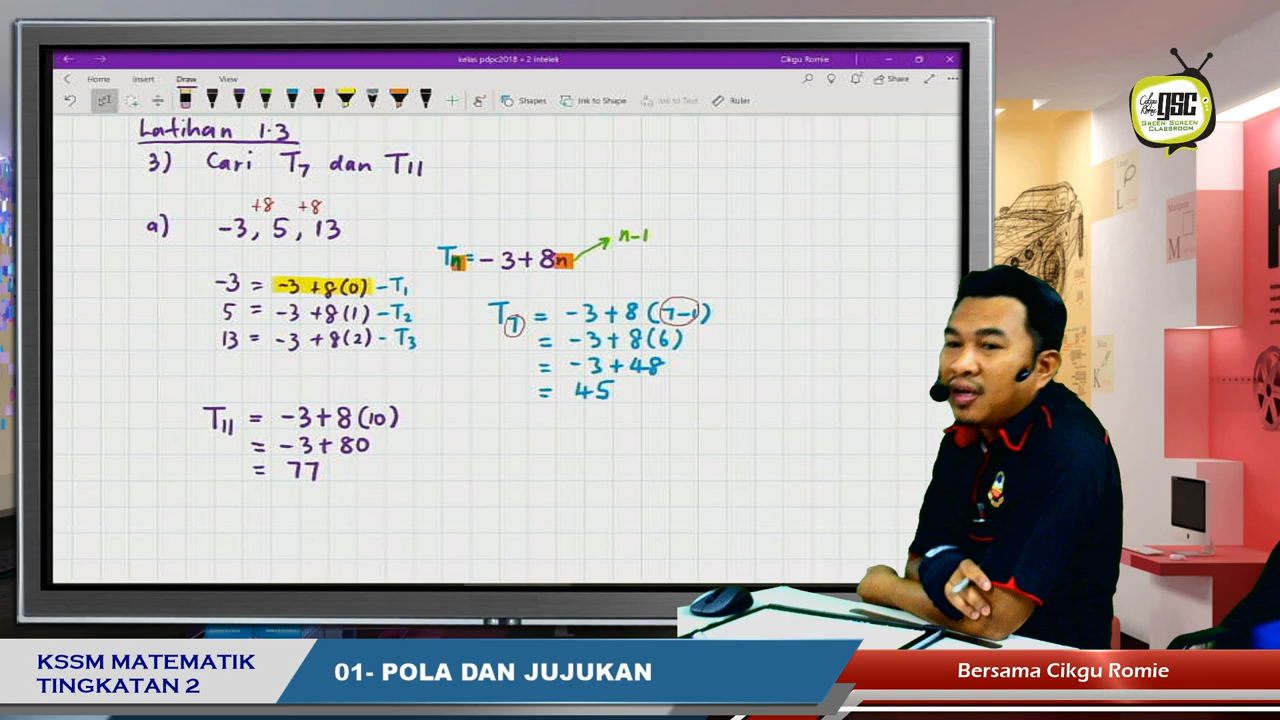 kelas pdpc2018 + 2 intelek
Cikgu Romie
Home Insert Draw View
Share
Shapes Ink to Shape Ink to Text Ruler
Latihan 1.3
3) Cari T7 dan T11
+8 +8
a) -3, 5, 13
n-1
Tn = -3+8n
-3 = -3 +8(0) -T1
5 = -3 +8(1) -T2
13 = -3 +8(2) -T3
T7 = -3+8(7-1)
= -3+8(6)
= -3+48
= 45
T11 = -3+8(10)
= -3+80
= 77
Cikgu Romie GSC
GREEN SCREEN
CLASSROOM
KSSM MATEMATIK
TINGKATAN 2
01- POLA DAN JUJUKAN
Bersama Cikgu Romie